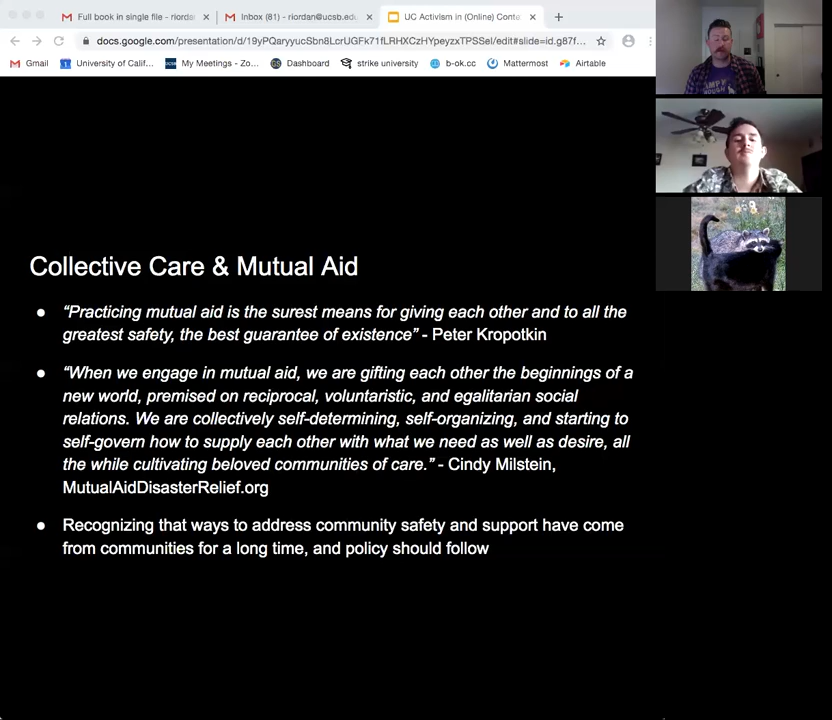 Full book in single file - riordan
Inbox (81) - riordan@ucsb.edu
UC Activism in (Online) Conte
docs.google.com/presentation/d/19yPQaryyucSbn8LcrUGFk71fLRHXCzHYpeyzxTPSSeI/edit#slide=id.g87f...
Gmail
University of Calif...
My Meetings - Zo...
Dashboard
strike university
b-ok.cc
Mattermost
Airtable
Collective Care & Mutual Aid
● “Practicing mutual aid is the surest means for giving each other and to all the
greatest safety, the best guarantee of existence” - Peter Kropotkin
● “When we engage in mutual aid, we are gifting each other the beginnings of a
new world, premised on reciprocal, voluntaristic, and egalitarian social
relations. We are collectively self-determining, self-organizing, and starting to
self-govern how to supply each other with what we need as well as desire, all
the while cultivating beloved communities of care.” - Cindy Milstein,
MutualAidDisasterRelief.org
● Recognizing that ways to address community safety and support have come
from communities for a long time, and policy should follow